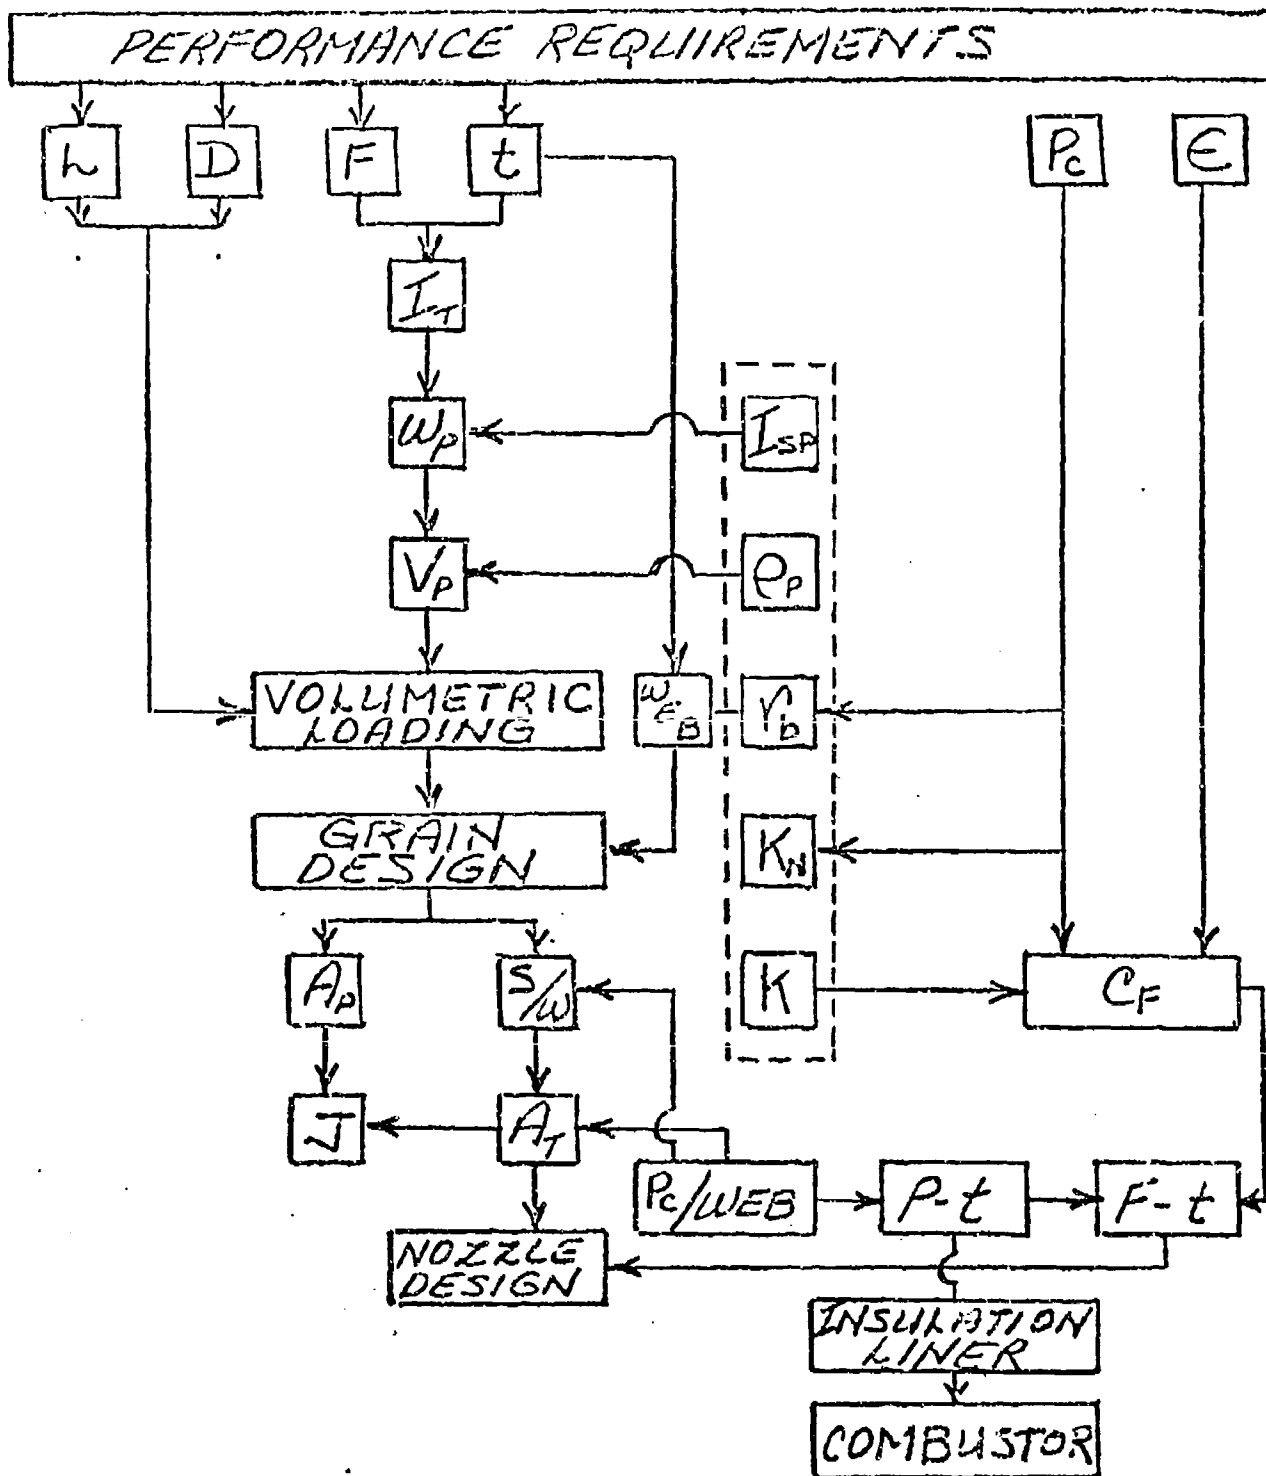 PERFORMANCE REQUIREMENTS
L D F t Pc ϵ
IT
wp Isp
Vp ρp
VOLUMETRIC
LOADING
WEB rb
GRAIN
DESIGN
KN
Ap S/W K CF
J AT
Pc/WEB P-t F-t
NOZZLE
DESIGN
INSULATION
LINER
COMBUSTOR